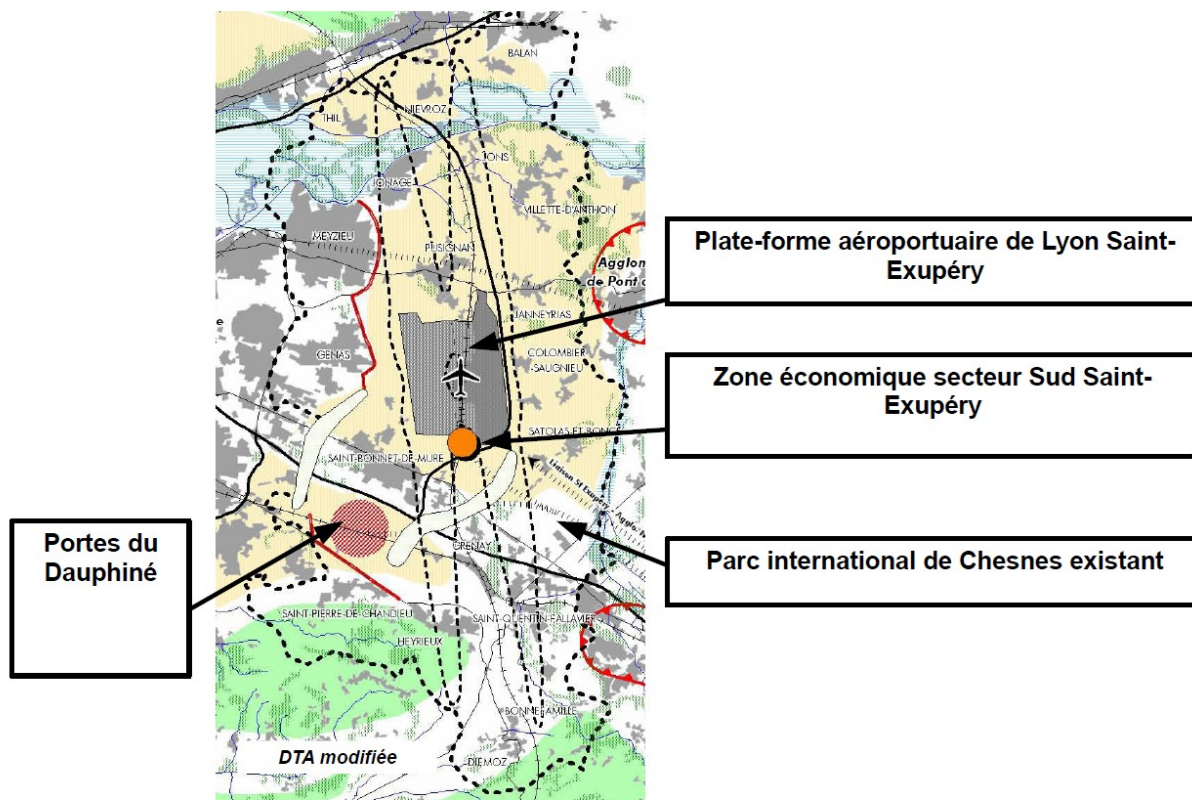 BALAN
THIL
NIEVROZ
JONS
JONAGE
VILLETTE-D'ANTHON
MEYZIEU
PUSIGNAN
Plate-forme aéroportuaire de Lyon Saint-
Exupéry
Agglom
de Pont
JANNEYRIAS
GENAS
COLOMBIER
-SAUGNIEU
Zone économique secteur Sud Saint-
Exupéry
SATOLAS-ET-BONCE
SAINT-BONNET-DE-MURE
Liaison St Exupéry - Agglo.
Portes du
Dauphiné
GRENAY
Parc international de Chesnes existant
SAINT-PIERRE-DE-CHANDIEU
SAINT-QUENTIN-FALLAVIER
HEYRIEUX
BONNEFAMILLE
DTA modifiée
DIEMOZ